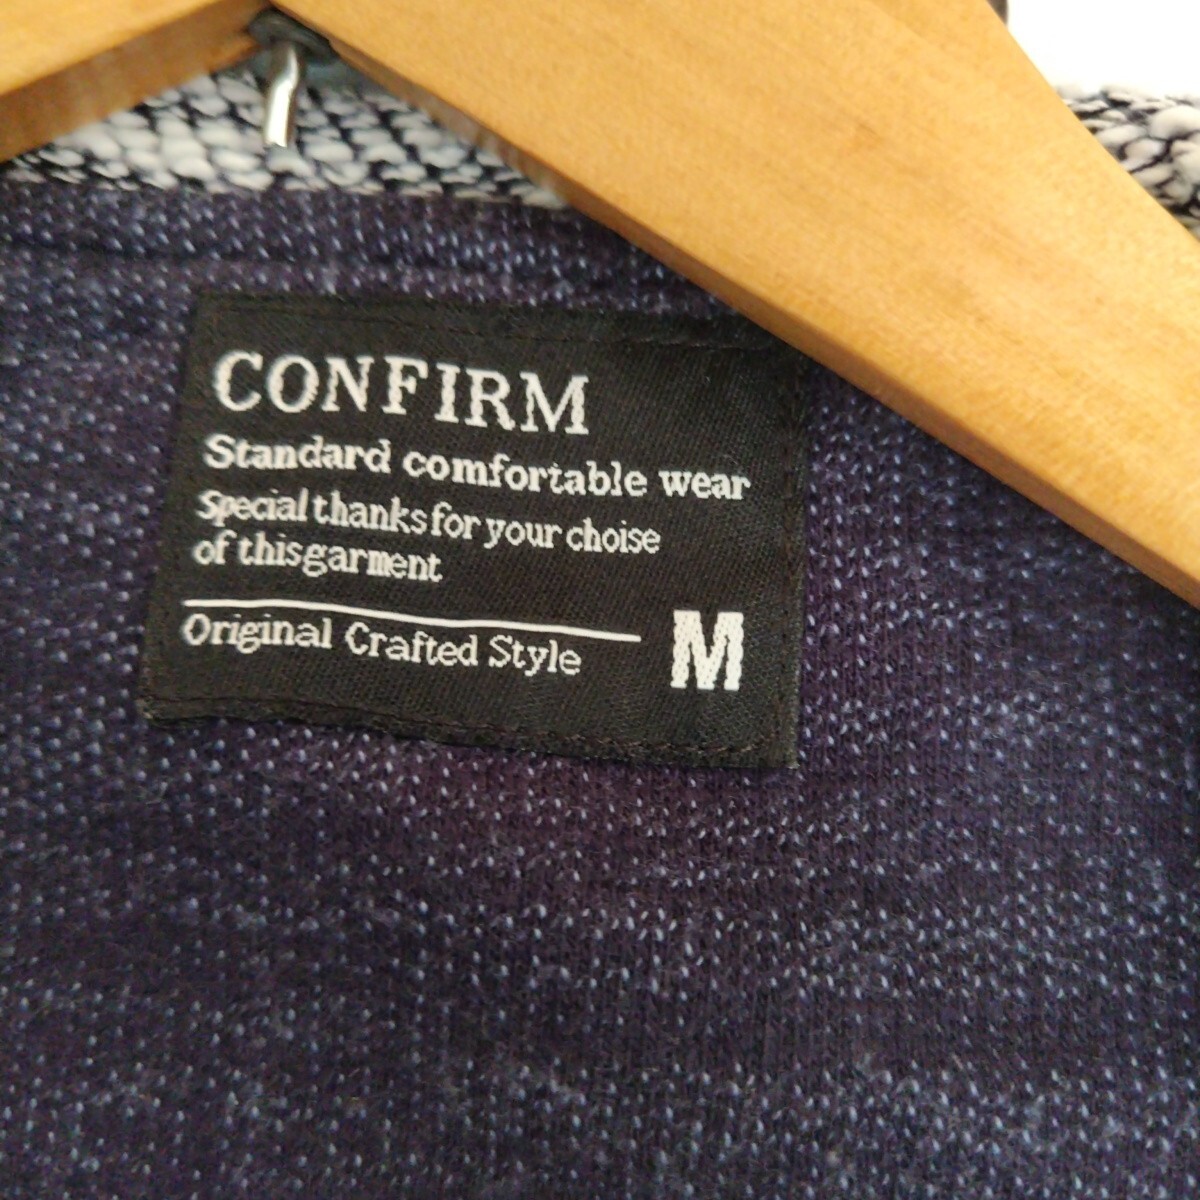 CONFIRM
Standard comfortable wear
Special thanks for your choise
of thisgarment
Original Crafted Style
M